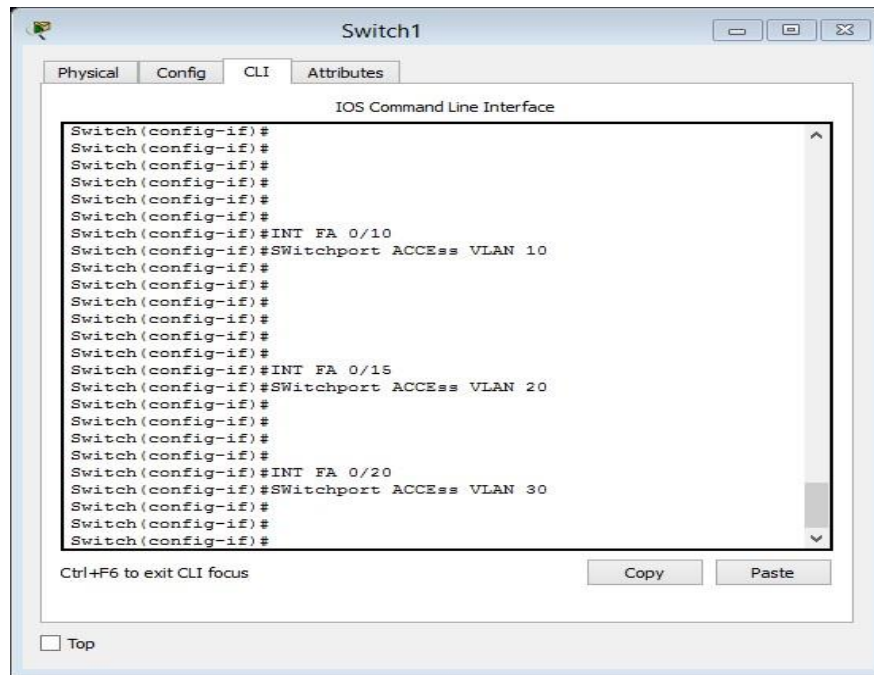 Switch1
Physical Config CLI Attributes
IOS Command Line Interface
Switch(config-if)#
Switch(config-if)#
Switch(config-if)#
Switch(config-if)#
Switch(config-if)#
Switch(config-if)#
Switch(config-if)#INT FA 0/10
Switch(config-if)#SWitchport ACCEss VLAN 10
Switch(config-if)#
Switch(config-if)#
Switch(config-if)#
Switch(config-if)#
Switch(config-if)#
Switch(config-if)#
Switch(config-if)#INT FA 0/15
Switch(config-if)#SWitchport ACCEss VLAN 20
Switch(config-if)#
Switch(config-if)#
Switch(config-if)#
Switch(config-if)#
Switch(config-if)#INT FA 0/20
Switch(config-if)#SWitchport ACCEss VLAN 30
Switch(config-if)#
Switch(config-if)#
Switch(config-if)#
Ctrl+F6 to exit CLI focus Copy Paste
Top